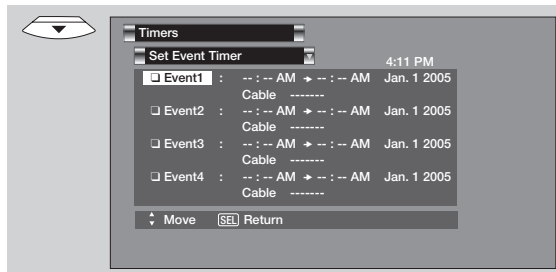 Timers
Set Event Timer
4:11 PM
❏ Event1 : -- : -- AM ➔ -- : -- AM Jan. 1 2005
Cable -------
❏ Event2 : -- : -- AM ➔ -- : -- AM Jan. 1 2005
Cable -------
❏ Event3 : -- : -- AM ➔ -- : -- AM Jan. 1 2005
Cable -------
❏ Event4 : -- : -- AM ➔ -- : -- AM Jan. 1 2005
Cable -------
Move SEL Return